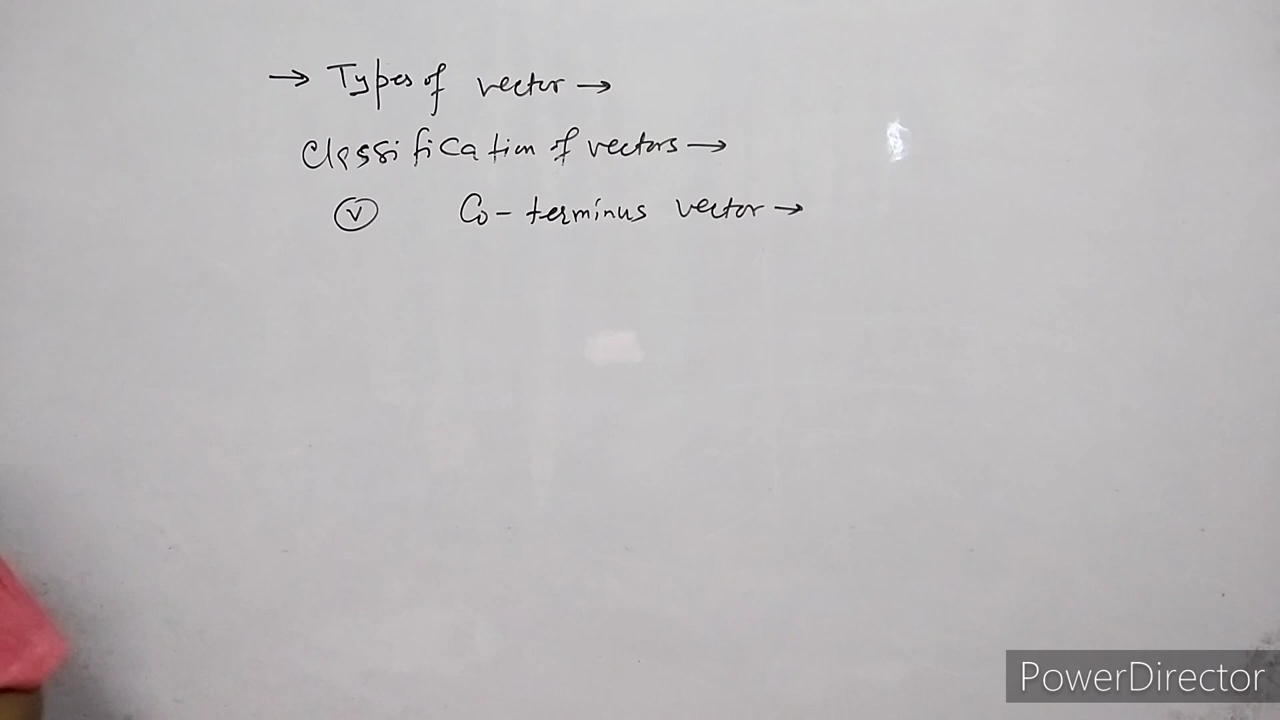 → Types of vector →
Classification of vectors →
(v) Co-terminus vector →
PowerDirector